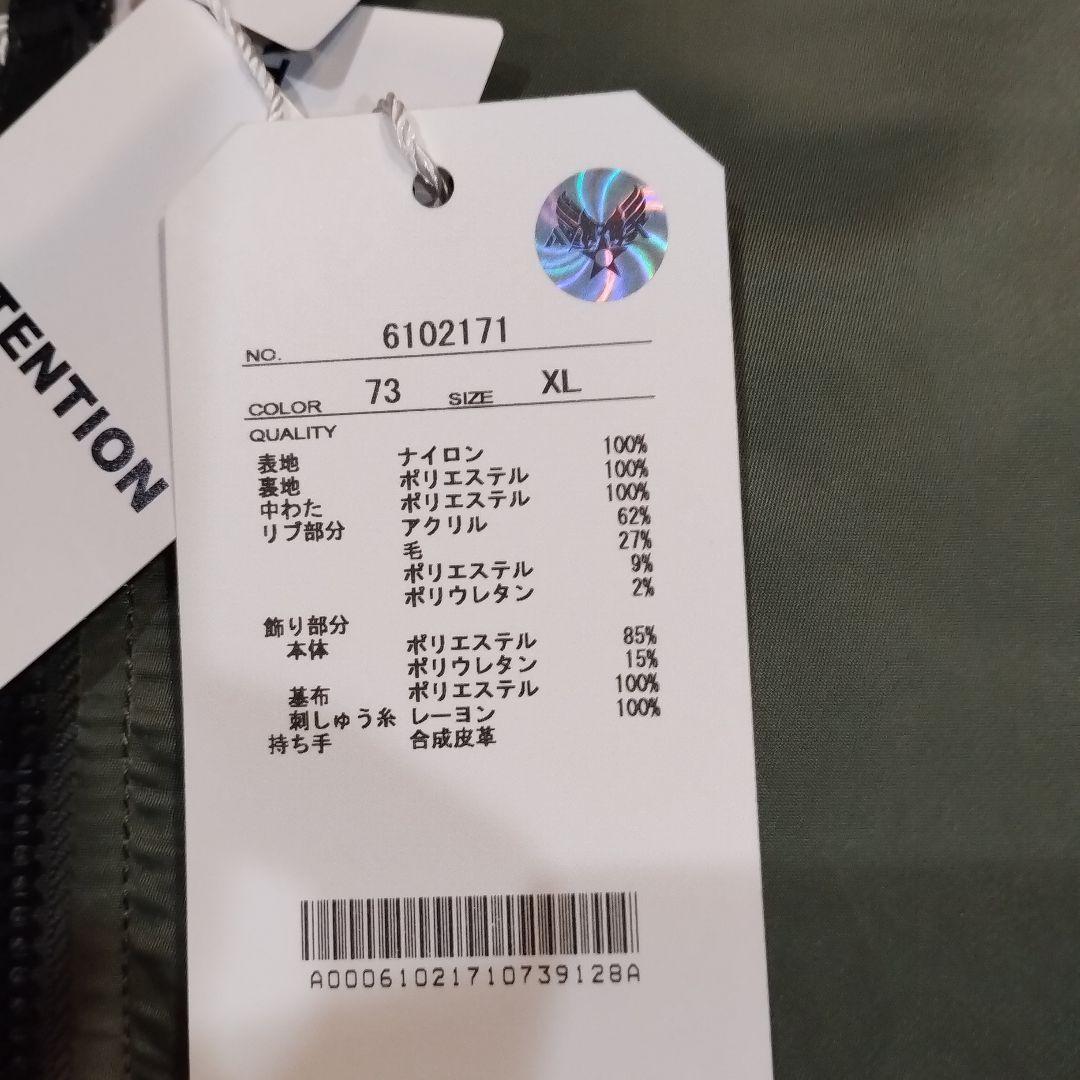 TENTION
NO. 6102171
COLOR 73 SIZE XL
QUALITY
表地 ナイロン 100%
裏地 ポリエステル 100%
中わた ポリエステル 100%
リブ部分 アクリル 62%
毛 27%
ポリエステル 9%
ポリウレタン 2%
飾り部分
本体 ポリエステル 85%
ポリウレタン 15%
基布 ポリエステル 100%
刺しゅう糸 レーヨン 100%
持ち手 合成皮革
A00061021710739128A